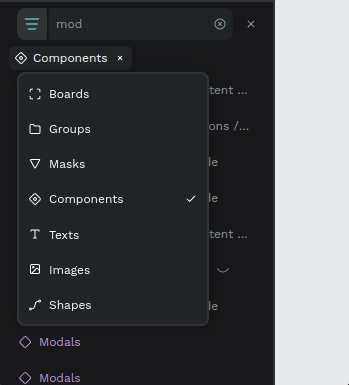 mod
Components ×
Boards
tent ...
Groups
ons /...
Masks
le
Components
le
Texts
tent ...
Images
Shapes
le
Modals
Modals